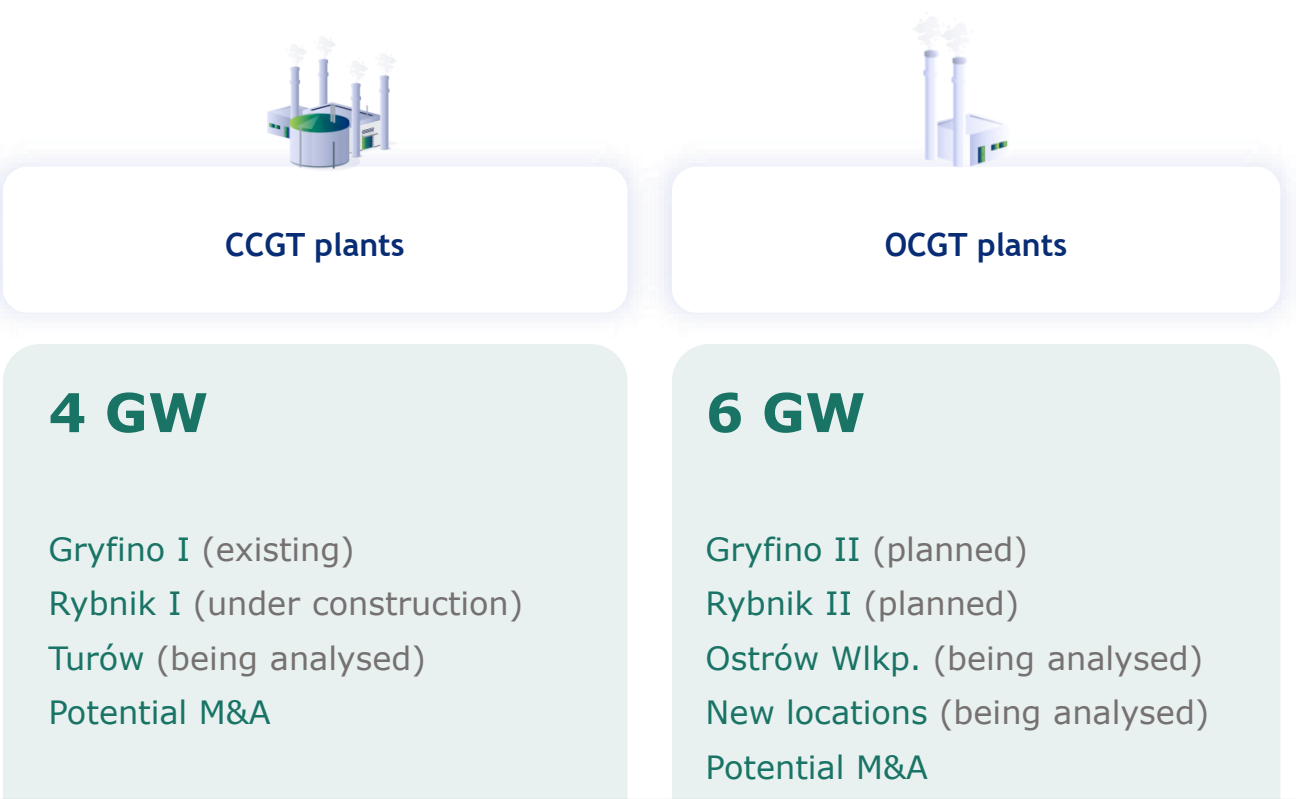 CCGT plants
4 GW
Gryfino I (existing)
Rybnik I (under construction)
Turów (being analysed)
Potential M&A
OCGT plants
6 GW
Gryfino II (planned)
Rybnik II (planned)
Ostrów Wlkp. (being analysed)
New locations (being analysed)
Potential M&A